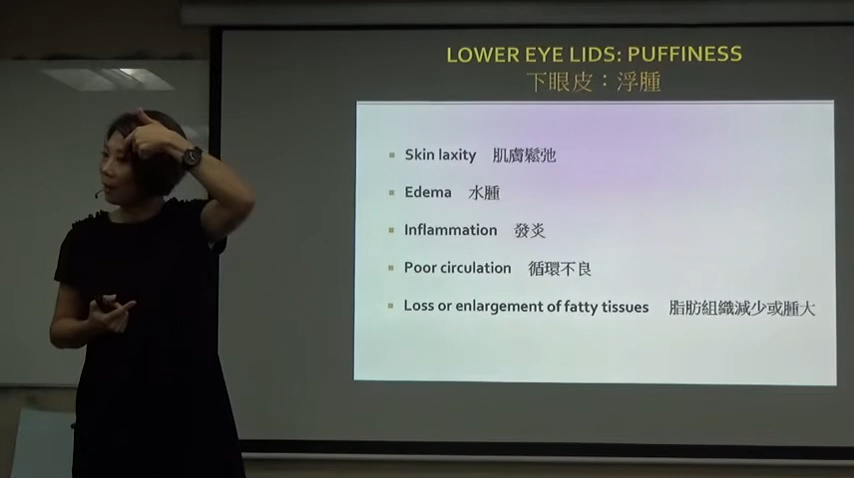 LOWER EYE LIDS: PUFFINESS
下眼皮：浮腫
Skin laxity 肌膚鬆弛
Edema 水腫
Inflammation 發炎
Poor circulation 循環不良
Loss or enlargement of fatty tissues 脂肪組織減少或腫大